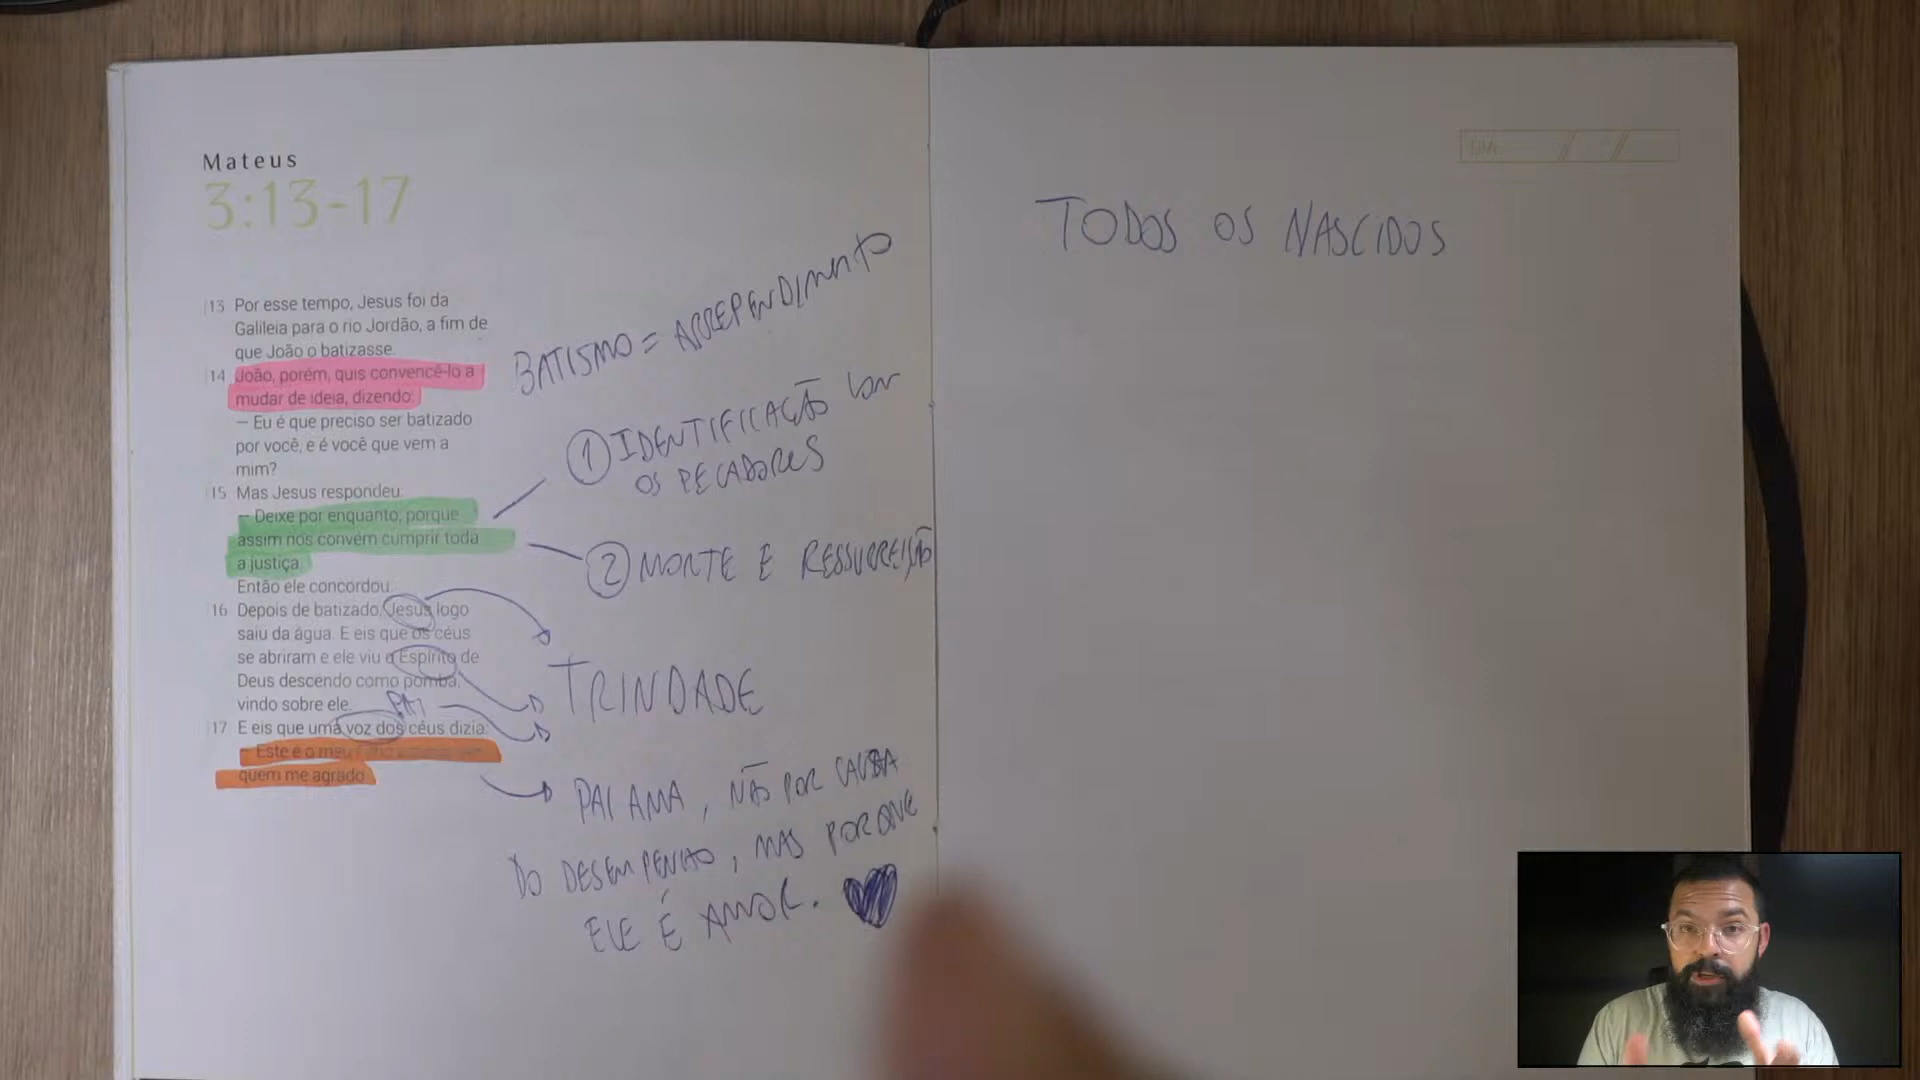 Mateus
3:13-17
13 Por esse tempo, Jesus foi da
Galileia para o rio Jordão, a fim de
que João o batizasse.
14 João, porém, quis convencê-lo a
mudar de ideia, dizendo:
— Eu é que preciso ser batizado
por você, e é você que vem a
mim?
15 Mas Jesus respondeu:
— Deixe por enquanto, porque
assim nos convém cumprir toda
a justiça.
Então ele concordou.
16 Depois de batizado, Jesus logo
saiu da água. E eis que os céus
se abriram e ele viu o Espírito de
Deus descendo como pomba,
vindo sobre ele.
17 E eis que uma voz dos céus dizia:
— Este é o meu
quem me agrado.
BATISMO = ARREPENDIMENTO
1 IDENTIFICAÇÃO COM
OS PECADORES
2 MORTE E RESSURREIÇÃO
PAI
TRINDADE
PAI AMA, NÃO POR CAUSA
DO DESEMPENHO, MAS PORQUE
ELE É AMOR.
TODOS OS NASCIDOS